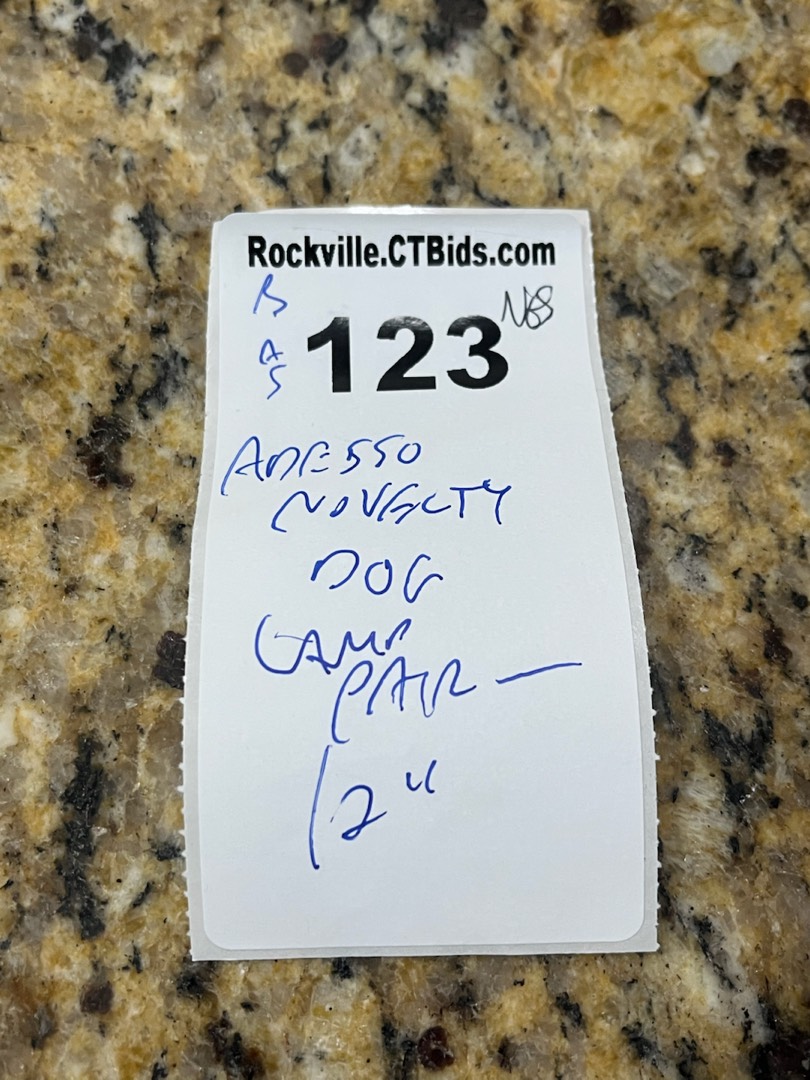 Rockville.CTBids.com
B
A
S
123
ADESSO
NOVELTY
DOG
LAMP
PAIR —
12"